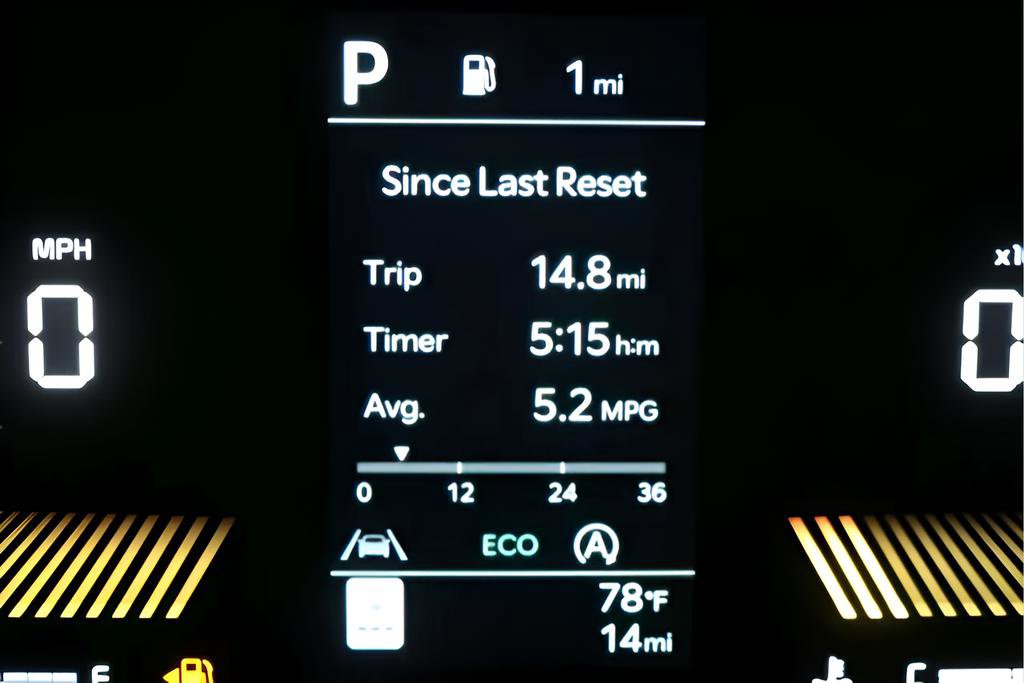 P 1 mi
Since Last Reset
MPH
Trip 14.8 mi
Timer 5:15 h:m
Avg. 5.2 MPG
0
0
0 12 24 36
ECO A
78°F
14 mi